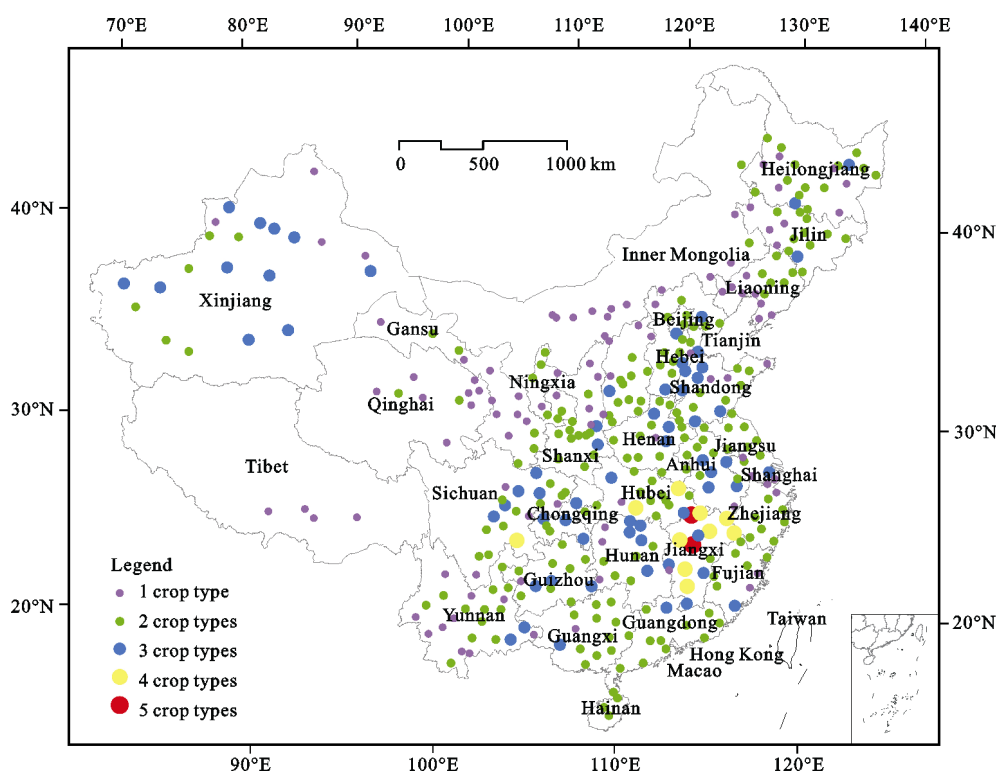 70°E 80°E 90°E 100°E 110°E 120°E 130°E 140°E
0 500 1000 km
Heilongjiang
40°N
Jilin
40°N
Inner Mongolia
Liaoning
Xinjiang
Beijing
Gansu
Tianjin
Hebei
Ningxia
Shandong
Qinghai
30°N
30°N
Henan
Jiangsu
Shanxi
Anhui
Tibet
Shanghai
Sichuan
Hubei
Chongqing
Zhejiang
Hunan
Jiangxi
Guizhou
Fujian
Legend
1 crop type
2 crop types
3 crop types
4 crop types
5 crop types
20°N
20°N
Yunnan
Guangdong
Taiwan
Guangxi
Hong Kong
Macao
Hainan
90°E 100°E 110°E 120°E